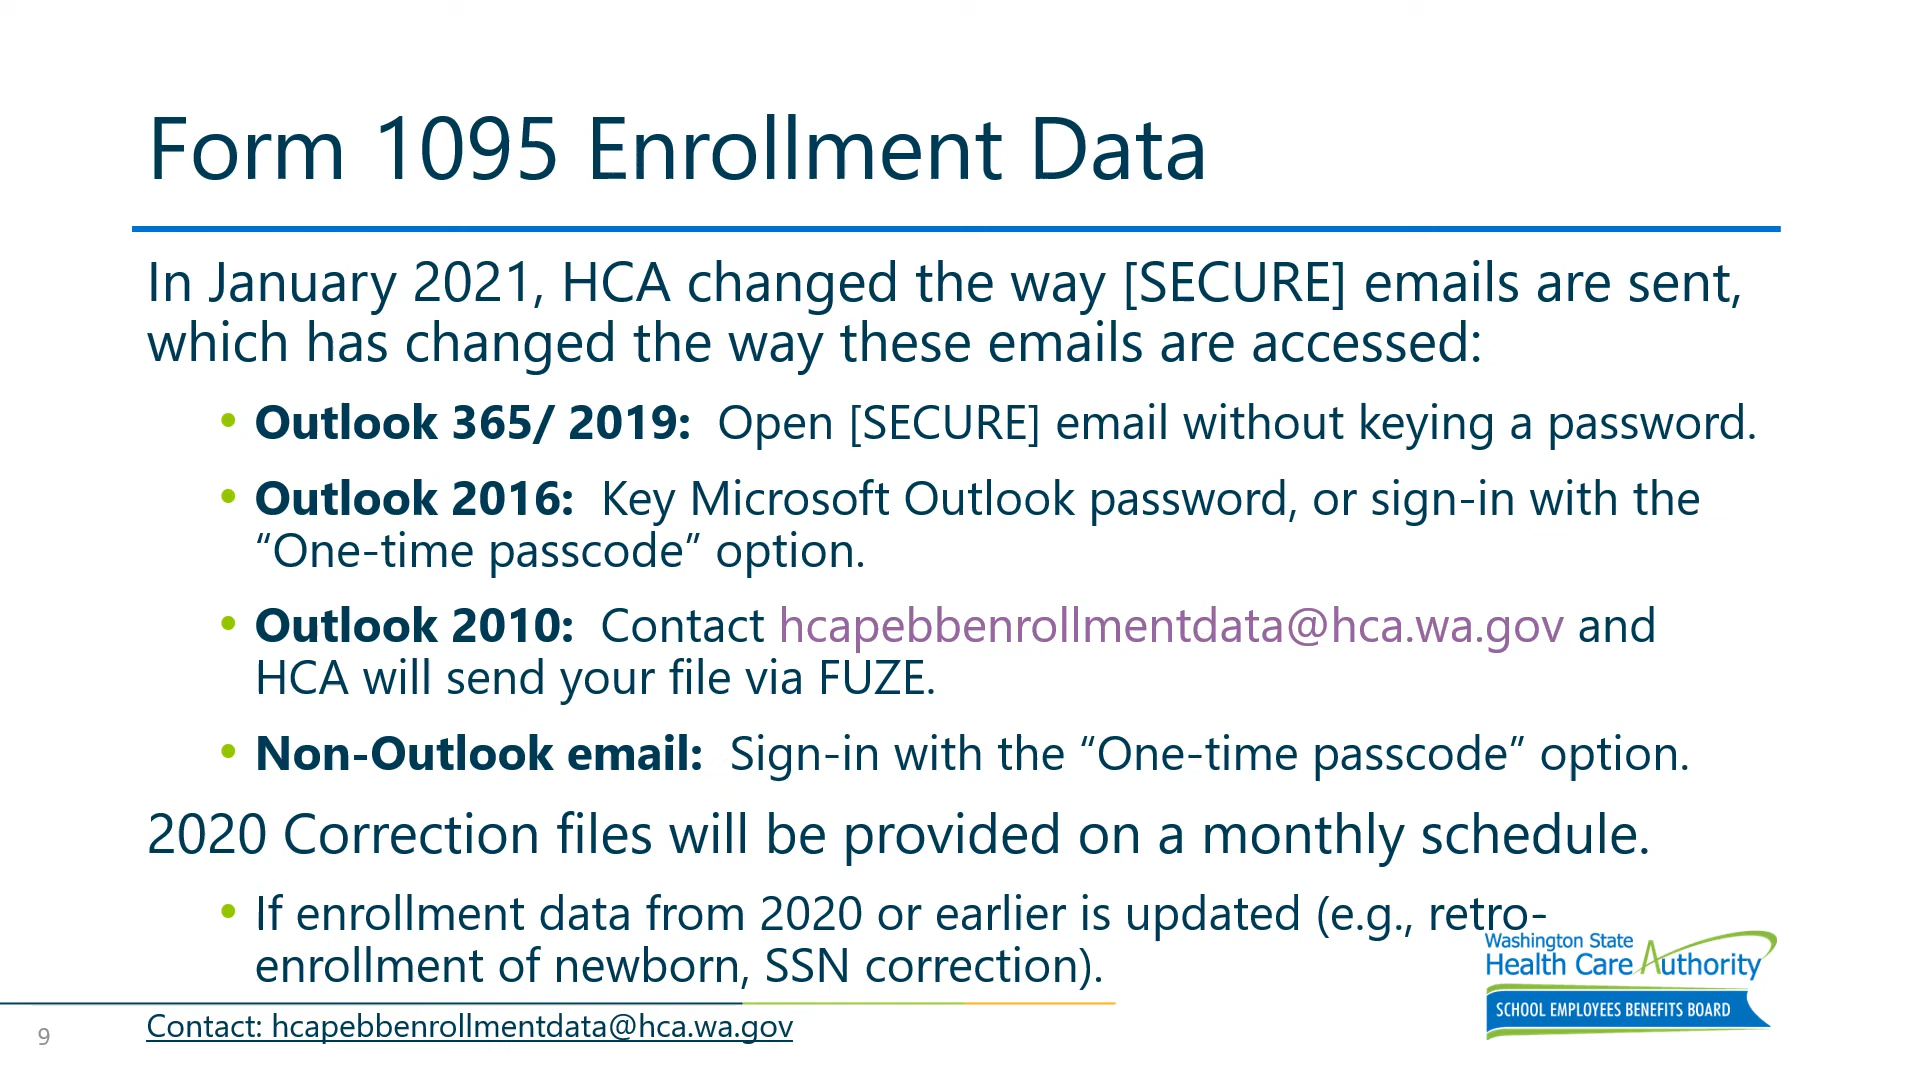 Form 1095 Enrollment Data
In January 2021, HCA changed the way [SECURE] emails are sent,
which has changed the way these emails are accessed:
• Outlook 365/ 2019:  Open [SECURE] email without keying a password.
• Outlook 2016:  Key Microsoft Outlook password, or sign-in with the
“One-time passcode” option.
• Outlook 2010:  Contact hcapebbenrollmentdata@hca.wa.gov and
HCA will send your file via FUZE.
• Non-Outlook email:  Sign-in with the “One-time passcode” option.
2020 Correction files will be provided on a monthly schedule.
• If enrollment data from 2020 or earlier is updated (e.g., retro-
enrollment of newborn, SSN correction).
Washington State
Health Care Authority
SCHOOL EMPLOYEES BENEFITS BOARD
9
Contact: hcapebbenrollmentdata@hca.wa.gov